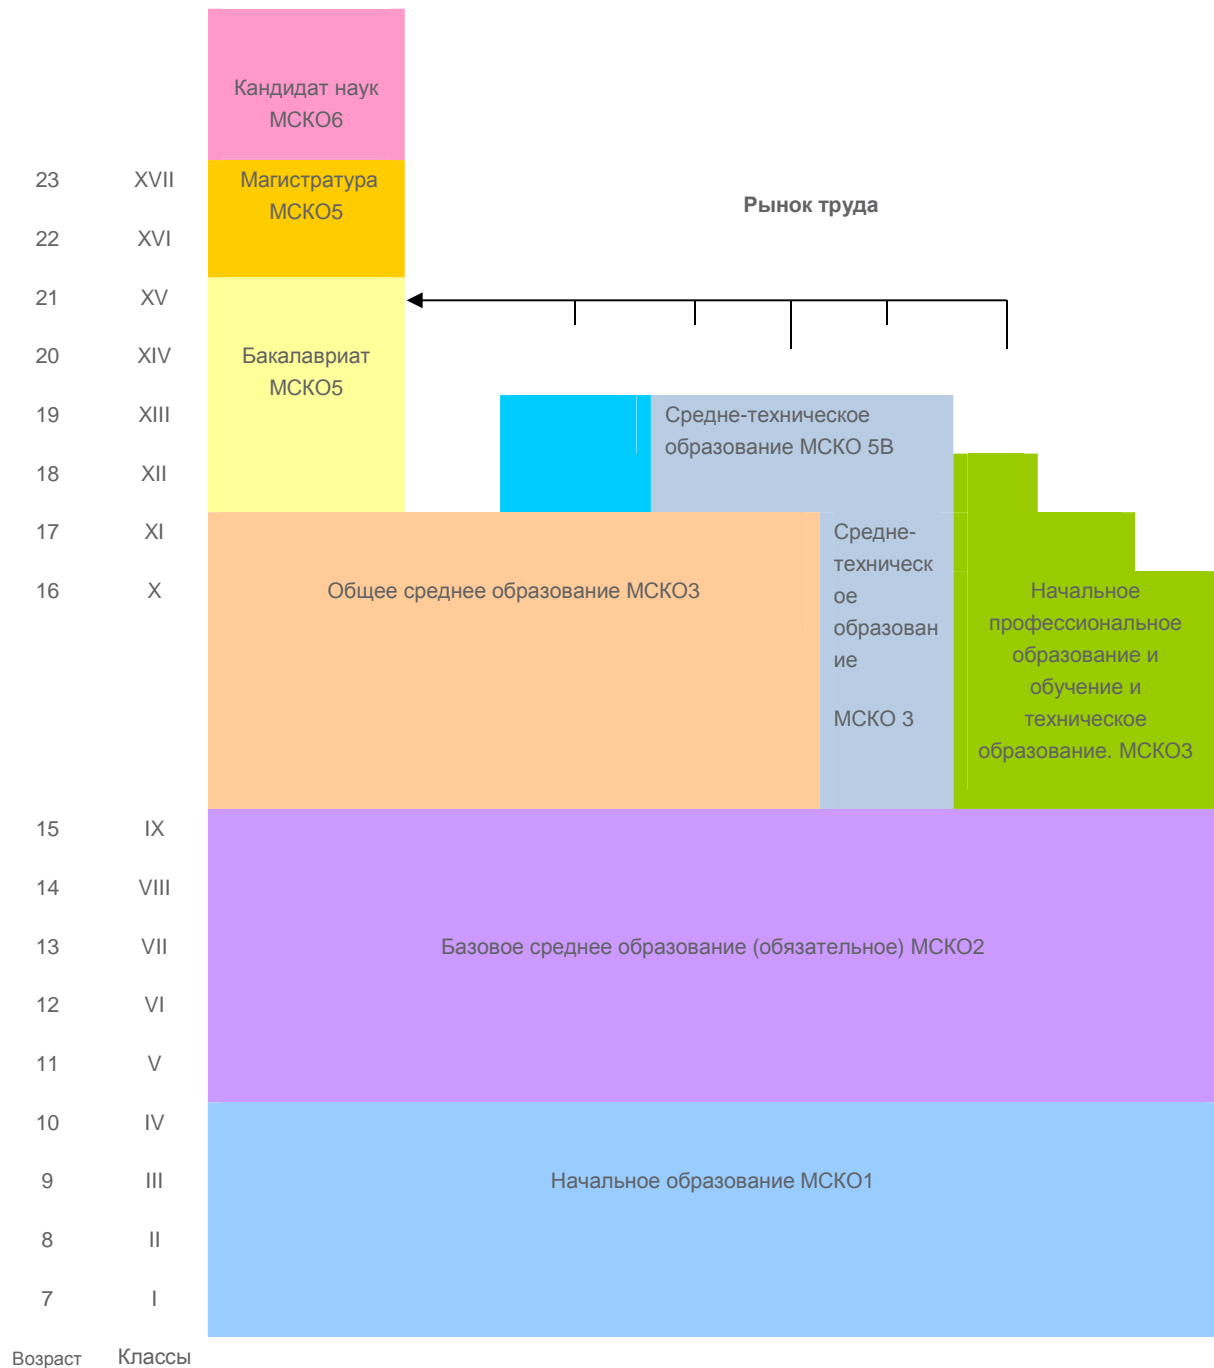 Кандидат наук
МСКО6
23 XVII Магистратура
МСКО5
Рынок труда
22 XVI
21 XV
20 XIV Бакалавриат
МСКО5
19 XIII Средне-техническое
образование МСКО 5В
18 XII
17 XI Средне-
техническ
ое
образован
ие
МСКО 3
16 X Общее среднее образование МСКО3
Начальное
профессиональное
образование и
обучение и
техническое
образование. МСКО3
15 IX
14 VIII
13 VII Базовое среднее образование (обязательное) МСКО2
12 VI
11 V
10 IV
9 III Начальное образование МСКО1
8 II
7 I
Возраст Классы